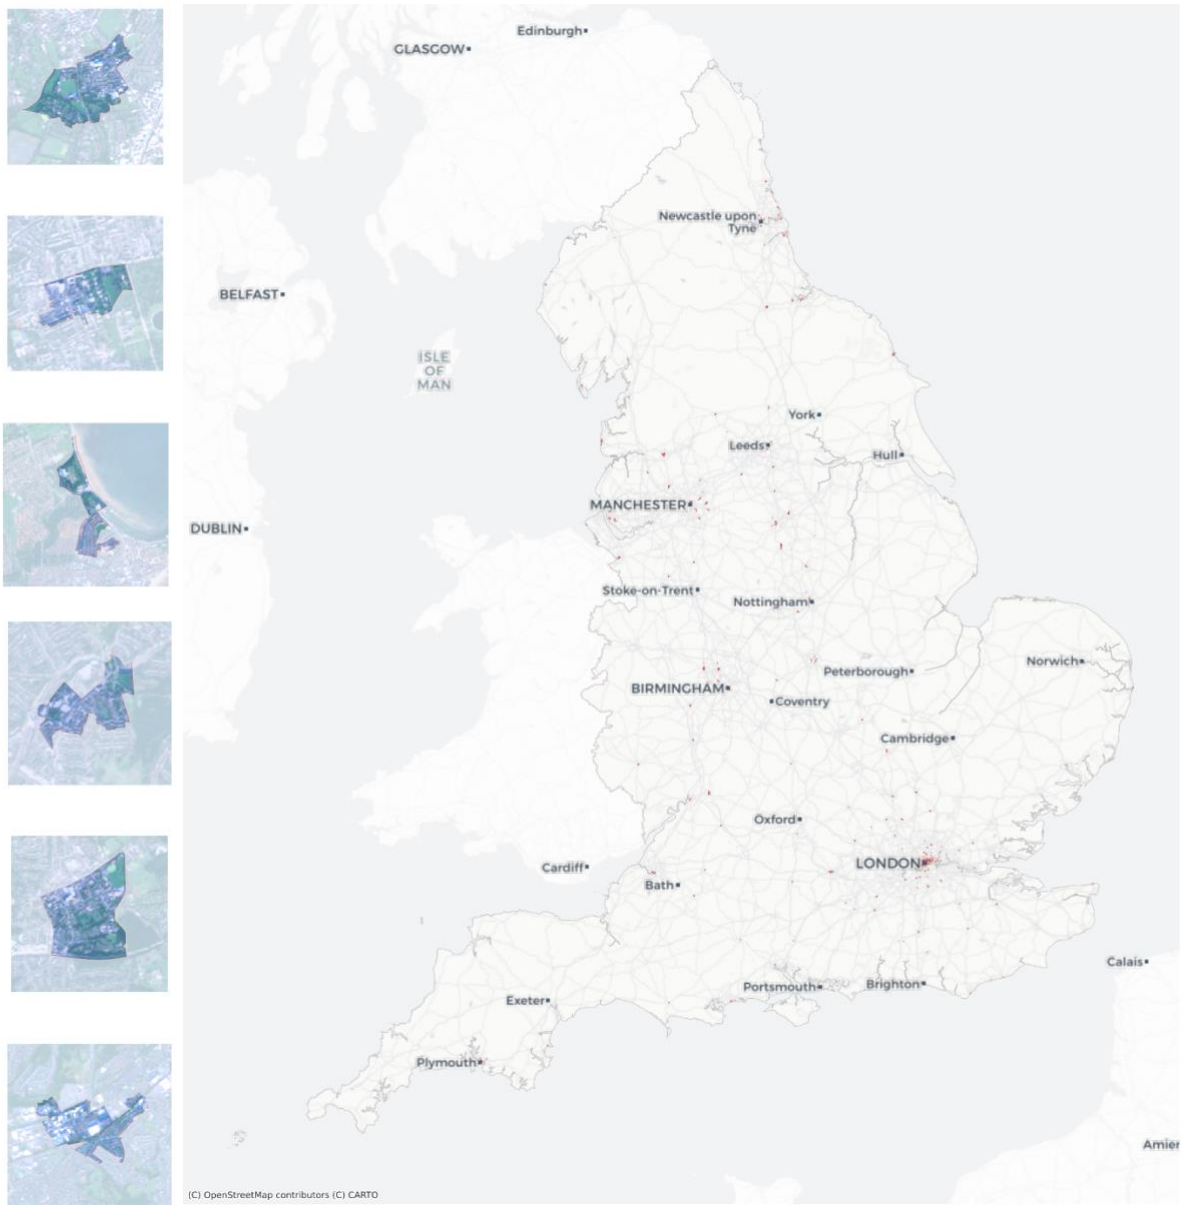 Edinburgh
GLASGOW
Newcastle upon
Tyne
BELFAST
ISLE
OF
MAN
York
Leeds
Hull
MANCHESTER
DUBLIN
Stoke-on-Trent
Nottingham
Norwich
Peterborough
BIRMINGHAM
Coventry
Cambridge
Oxford
LONDON
Cardiff
Bath
Calais
Portsmouth
Brighton
Exeter
Plymouth
Amier
(C) OpenStreetMap contributors (C) CARTO